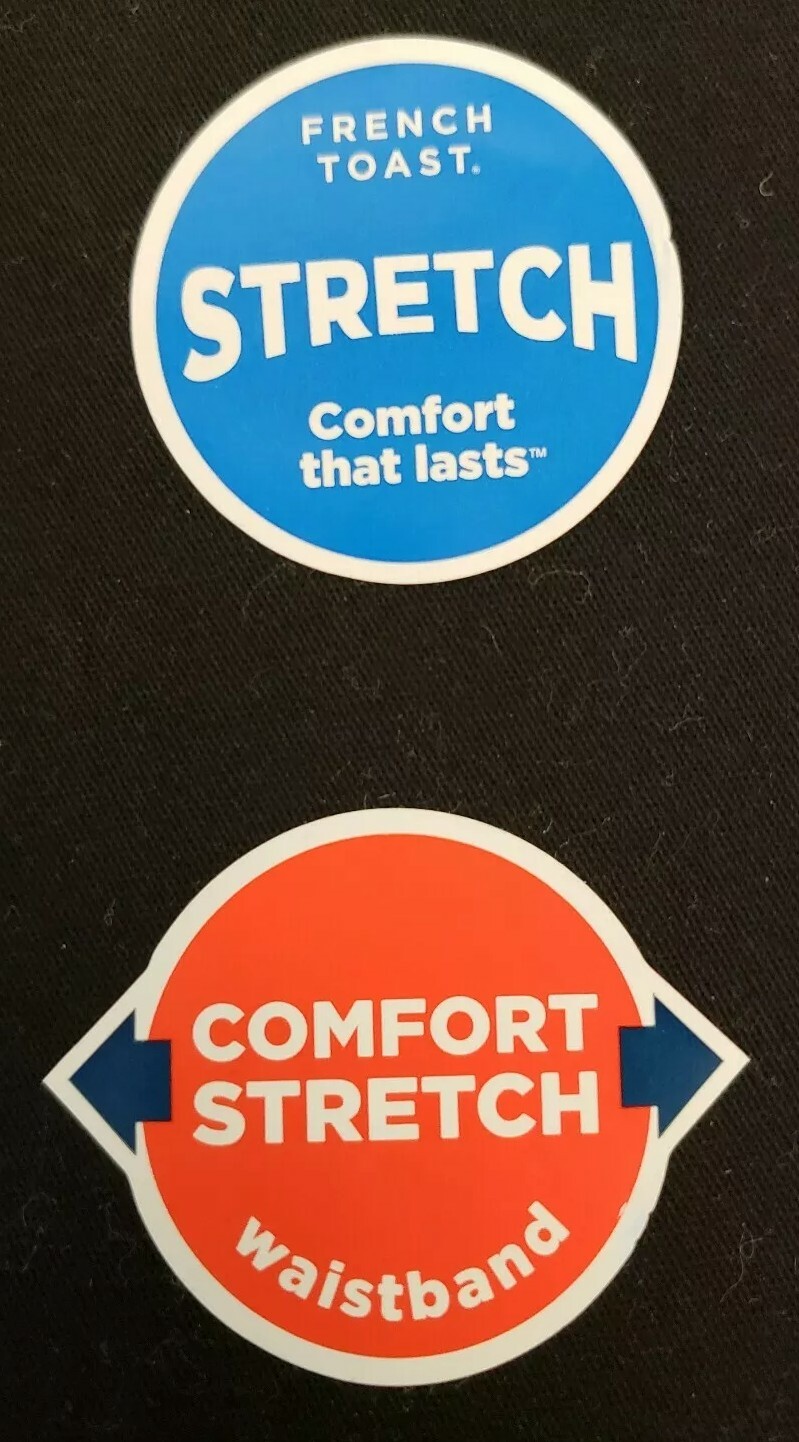 FRENCH
TOAST®
STRETCH
Comfort
that lasts™
COMFORT
STRETCH
waistband